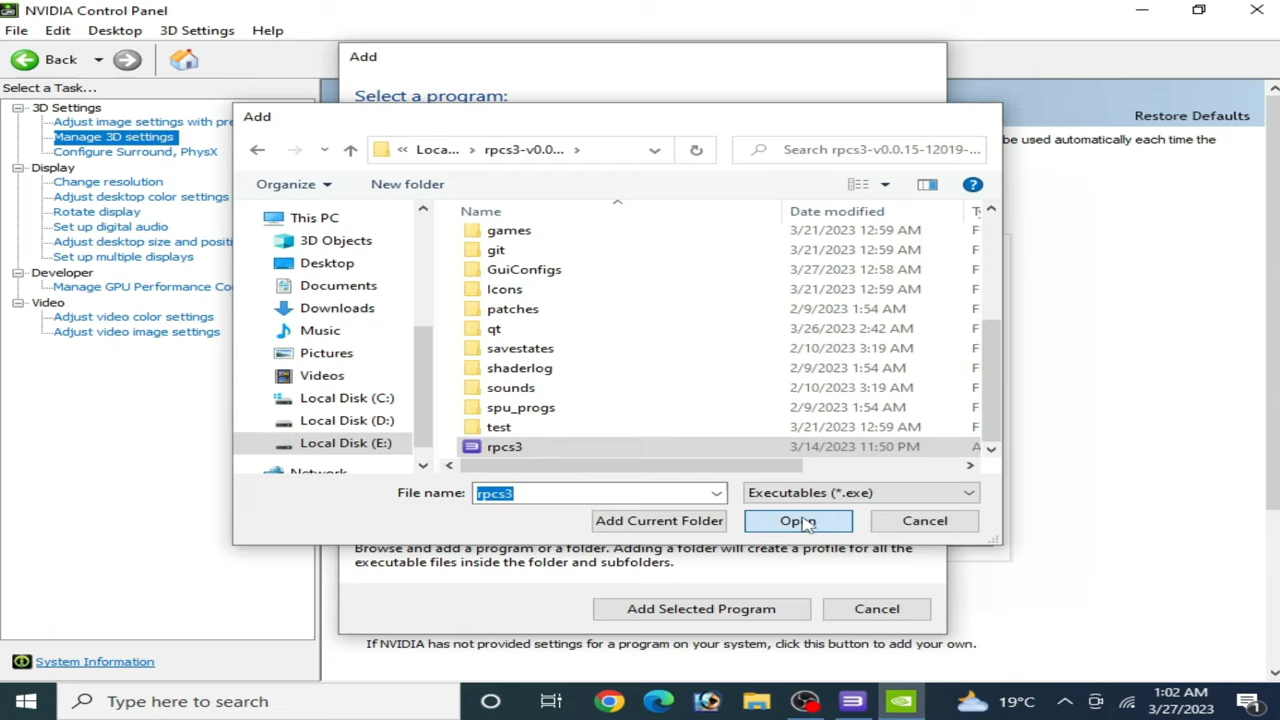 NVIDIA Control Panel
File Edit Desktop 3D Settings Help
Back
Add
Select a Task...
Select a program:
3D Settings
Adjust image settings with pre
Manage 3D settings
Configure Surround, PhysX
Display
Change resolution
Adjust desktop color settings
Rotate display
Set up digital audio
Adjust desktop size and positi
Set up multiple displays
Developer
Manage GPU Performance Co
Video
Adjust video color settings
Adjust video image settings
System Information
Restore Defaults
be used automatically each time the
Add
« Loca... › rpcs3-v0.0... ›
Search rpcs3-v0.0.15-12019-...
Organize New folder
This PC
3D Objects
Desktop
Documents
Downloads
Music
Pictures
Videos
Local Disk (C:)
Local Disk (D:)
Local Disk (E:)
Network
Name Date modified
games 3/21/2023 12:59 AM F
git 3/21/2023 12:59 AM F
GuiConfigs 3/27/2023 12:58 AM F
Icons 3/21/2023 12:59 AM F
patches 2/9/2023 1:54 AM F
qt 3/26/2023 2:42 AM F
savestates 2/10/2023 3:19 AM F
shaderlog 2/9/2023 1:54 AM F
sounds 2/10/2023 3:19 AM F
spu_progs 2/9/2023 1:54 AM F
test 3/21/2023 12:59 AM F
rpcs3 3/14/2023 11:50 PM A
File name: rpcs3 Executables (*.exe)
Add Current Folder Open Cancel
Browse and add a program or a folder. Adding a folder will create a profile for all the
executable files inside the folder and subfolders.
Add Selected Program Cancel
If NVIDIA has not provided settings for a program on your system, click this button to add your own.
Type here to search
19°C
1:02 AM
3/27/2023
1